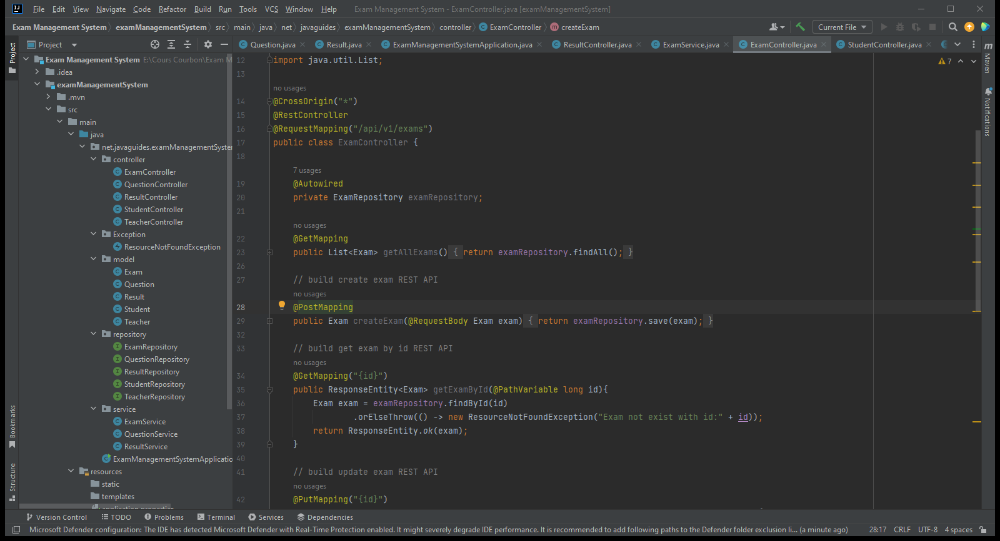 File Edit View Navigate Code Refactor Build Run Tools VCS Window Help Exam Management System - ExamController.java [examManagementSystem]
Exam Management System examManagementSystem src main java net javaguides examManagementSystem controller ExamController createExam Current File
Project
Question.java Result.java ExamManagementSystemApplication.java ResultController.java ExamService.java ExamController.java StudentController.java
Project
Bookmarks
Structure
Exam Management System E:\Cours Courbon\Exam M
.idea
examManagementSystem
.mvn
src
main
java
net.javaguides.examManagementSyste
controller
ExamController
QuestionController
ResultController
StudentController
TeacherController
Exception
ResourceNotFoundException
model
Exam
Question
Result
Student
Teacher
repository
ExamRepository
QuestionRepository
ResultRepository
StudentRepository
TeacherRepository
service
ExamService
QuestionService
ResultService
ExamManagementSystemApplicatio
resources
static
templates
application.properties
12 import java.util.List;
13
no usages
14 @CrossOrigin("*")
15 @RestController
16 @RequestMapping("/api/v1/exams")
17 public class ExamController {
18
7 usages
19 @Autowired
20 private ExamRepository examRepository;
21
no usages
22 @GetMapping
23 public List<Exam> getAllExams() { return examRepository.findAll(); }
26
27 // build create exam REST API
no usages
28 @PostMapping
29 public Exam createExam(@RequestBody Exam exam) { return examRepository.save(exam); }
32
33 // build get exam by id REST API
no usages
34 @GetMapping("{id}")
35 public ResponseEntity<Exam> getExamById(@PathVariable long id){
36 Exam exam = examRepository.findById(id)
37 .orElseThrow(() -> new ResourceNotFoundException("Exam not exist with id:" + id));
38 return ResponseEntity.ok(exam);
39 }
40
41 // build update exam REST API
no usages
42 @PutMapping("{id}")
7
m
Maven
Notifications
Version Control TODO Problems Terminal Services Dependencies
Microsoft Defender configuration: The IDE has detected Microsoft Defender with Real-Time Protection enabled. It might severely degrade IDE performance. It is recommended to add following paths to the Defender folder exclusion li... (a minute ago) 28:17 CRLF UTF-8 4 spaces